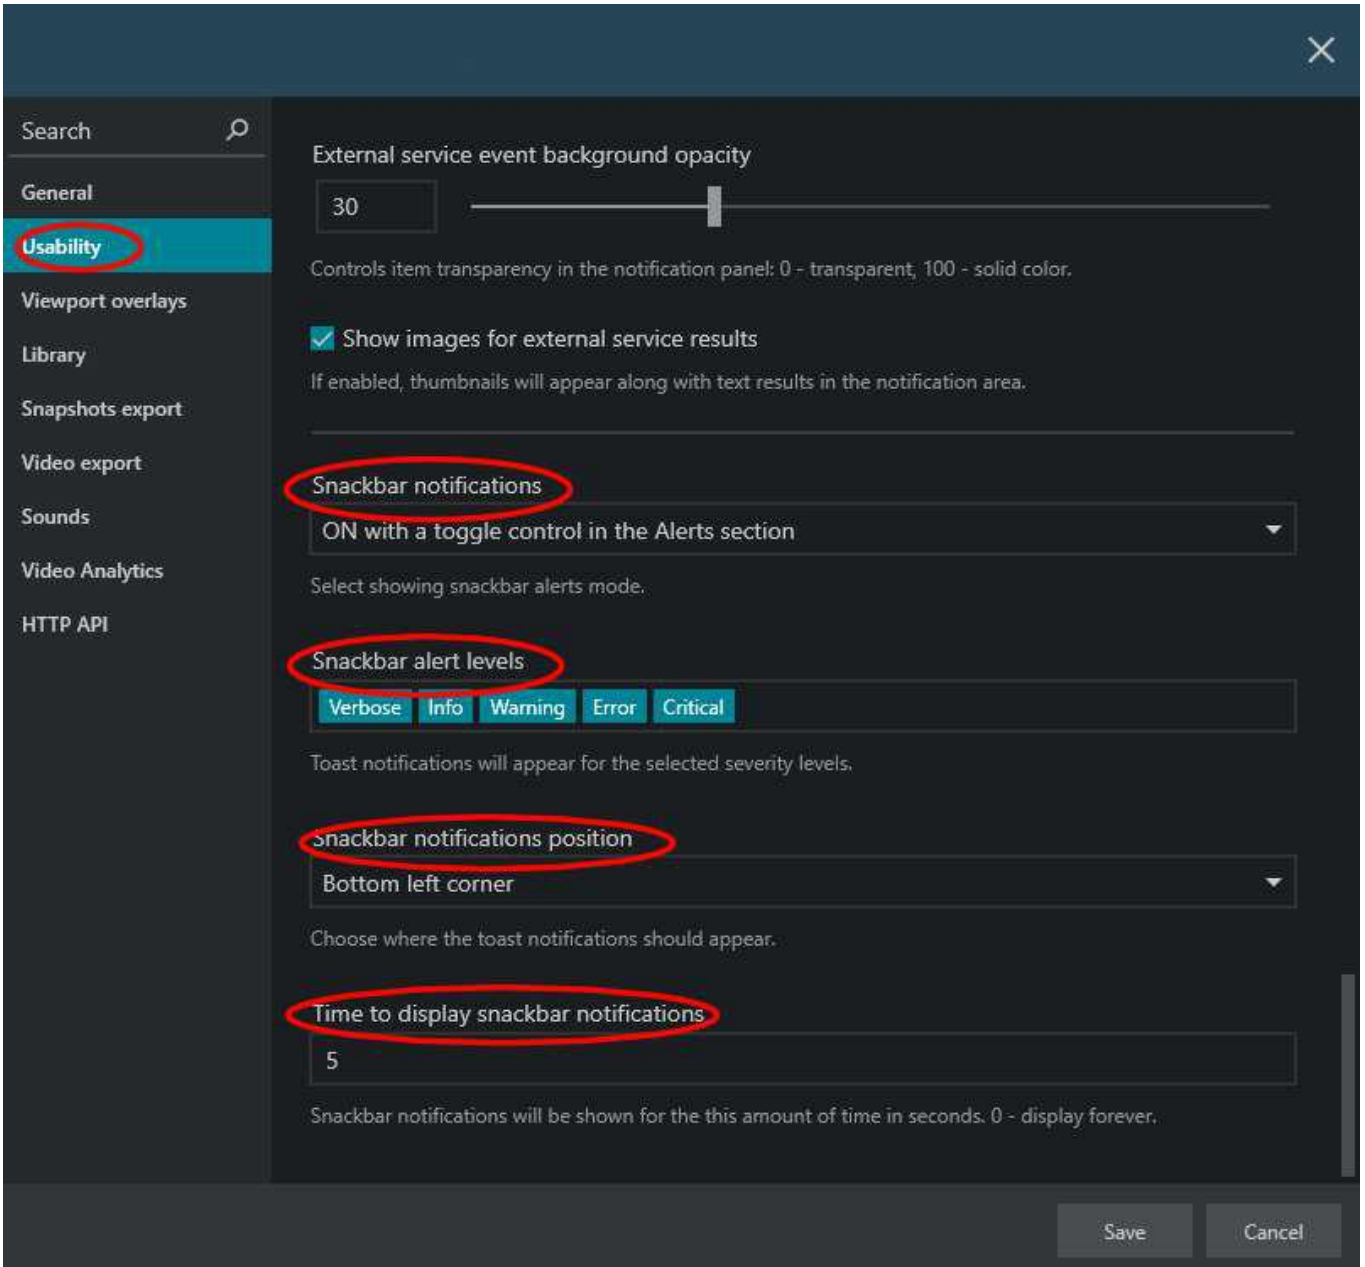 Search
General
Usability
Viewport overlays
Library
Snapshots export
Video export
Sounds
Video Analytics
HTTP API
External service event background opacity
30
Controls item transparency in the notification panel: 0 - transparent, 100 - solid color.
Show images for external service results
If enabled, thumbnails will appear along with text results in the notification area.
Snackbar notifications
ON with a toggle control in the Alerts section
Select showing snackbar alerts mode.
Snackbar alert levels
Verbose Info Warning Error Critical
Toast notifications will appear for the selected severity levels.
Snackbar notifications position
Bottom left corner
Choose where the toast notifications should appear.
Time to display snackbar notifications
5
Snackbar notifications will be shown for the this amount of time in seconds. 0 - display forever.
Save Cancel